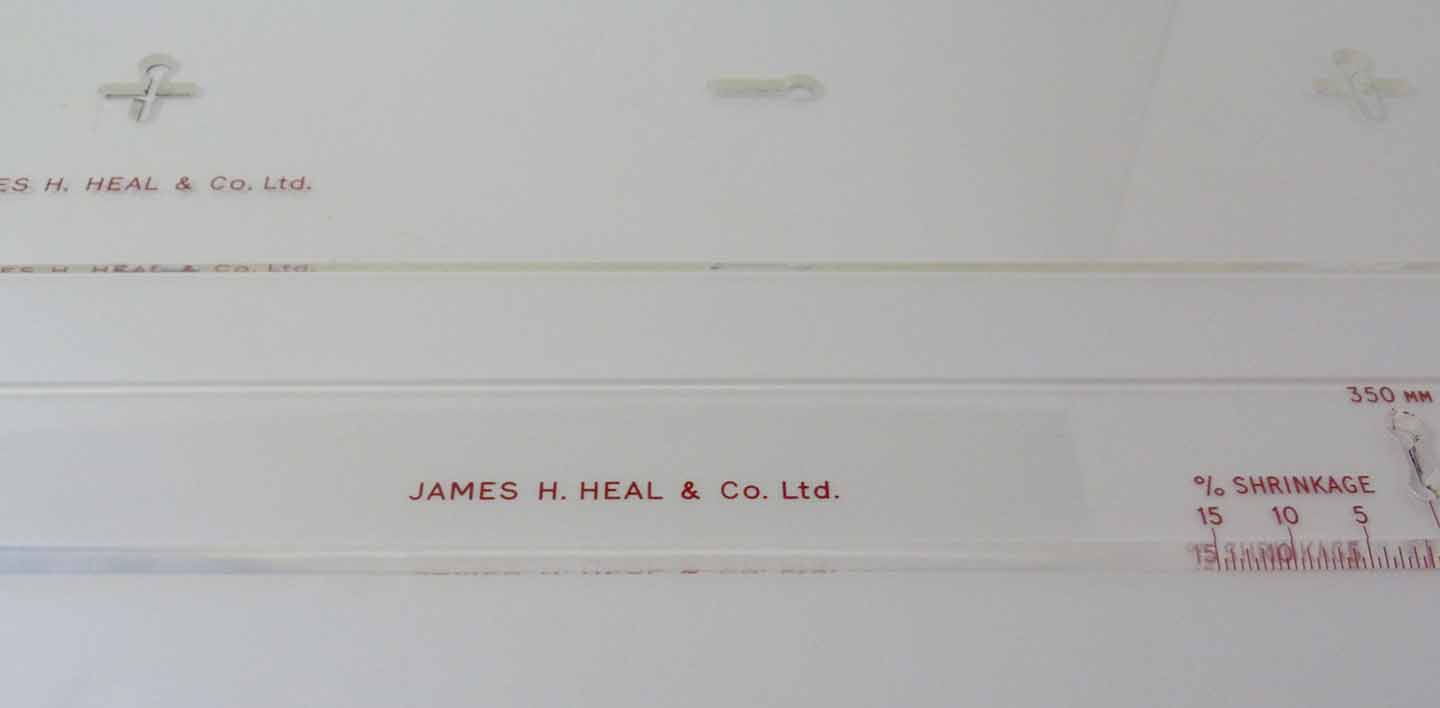 ES H. HEAL & Co. Ltd.
350 MM
JAMES H. HEAL & Co. Ltd.
% SHRINKAGE
15 10 5